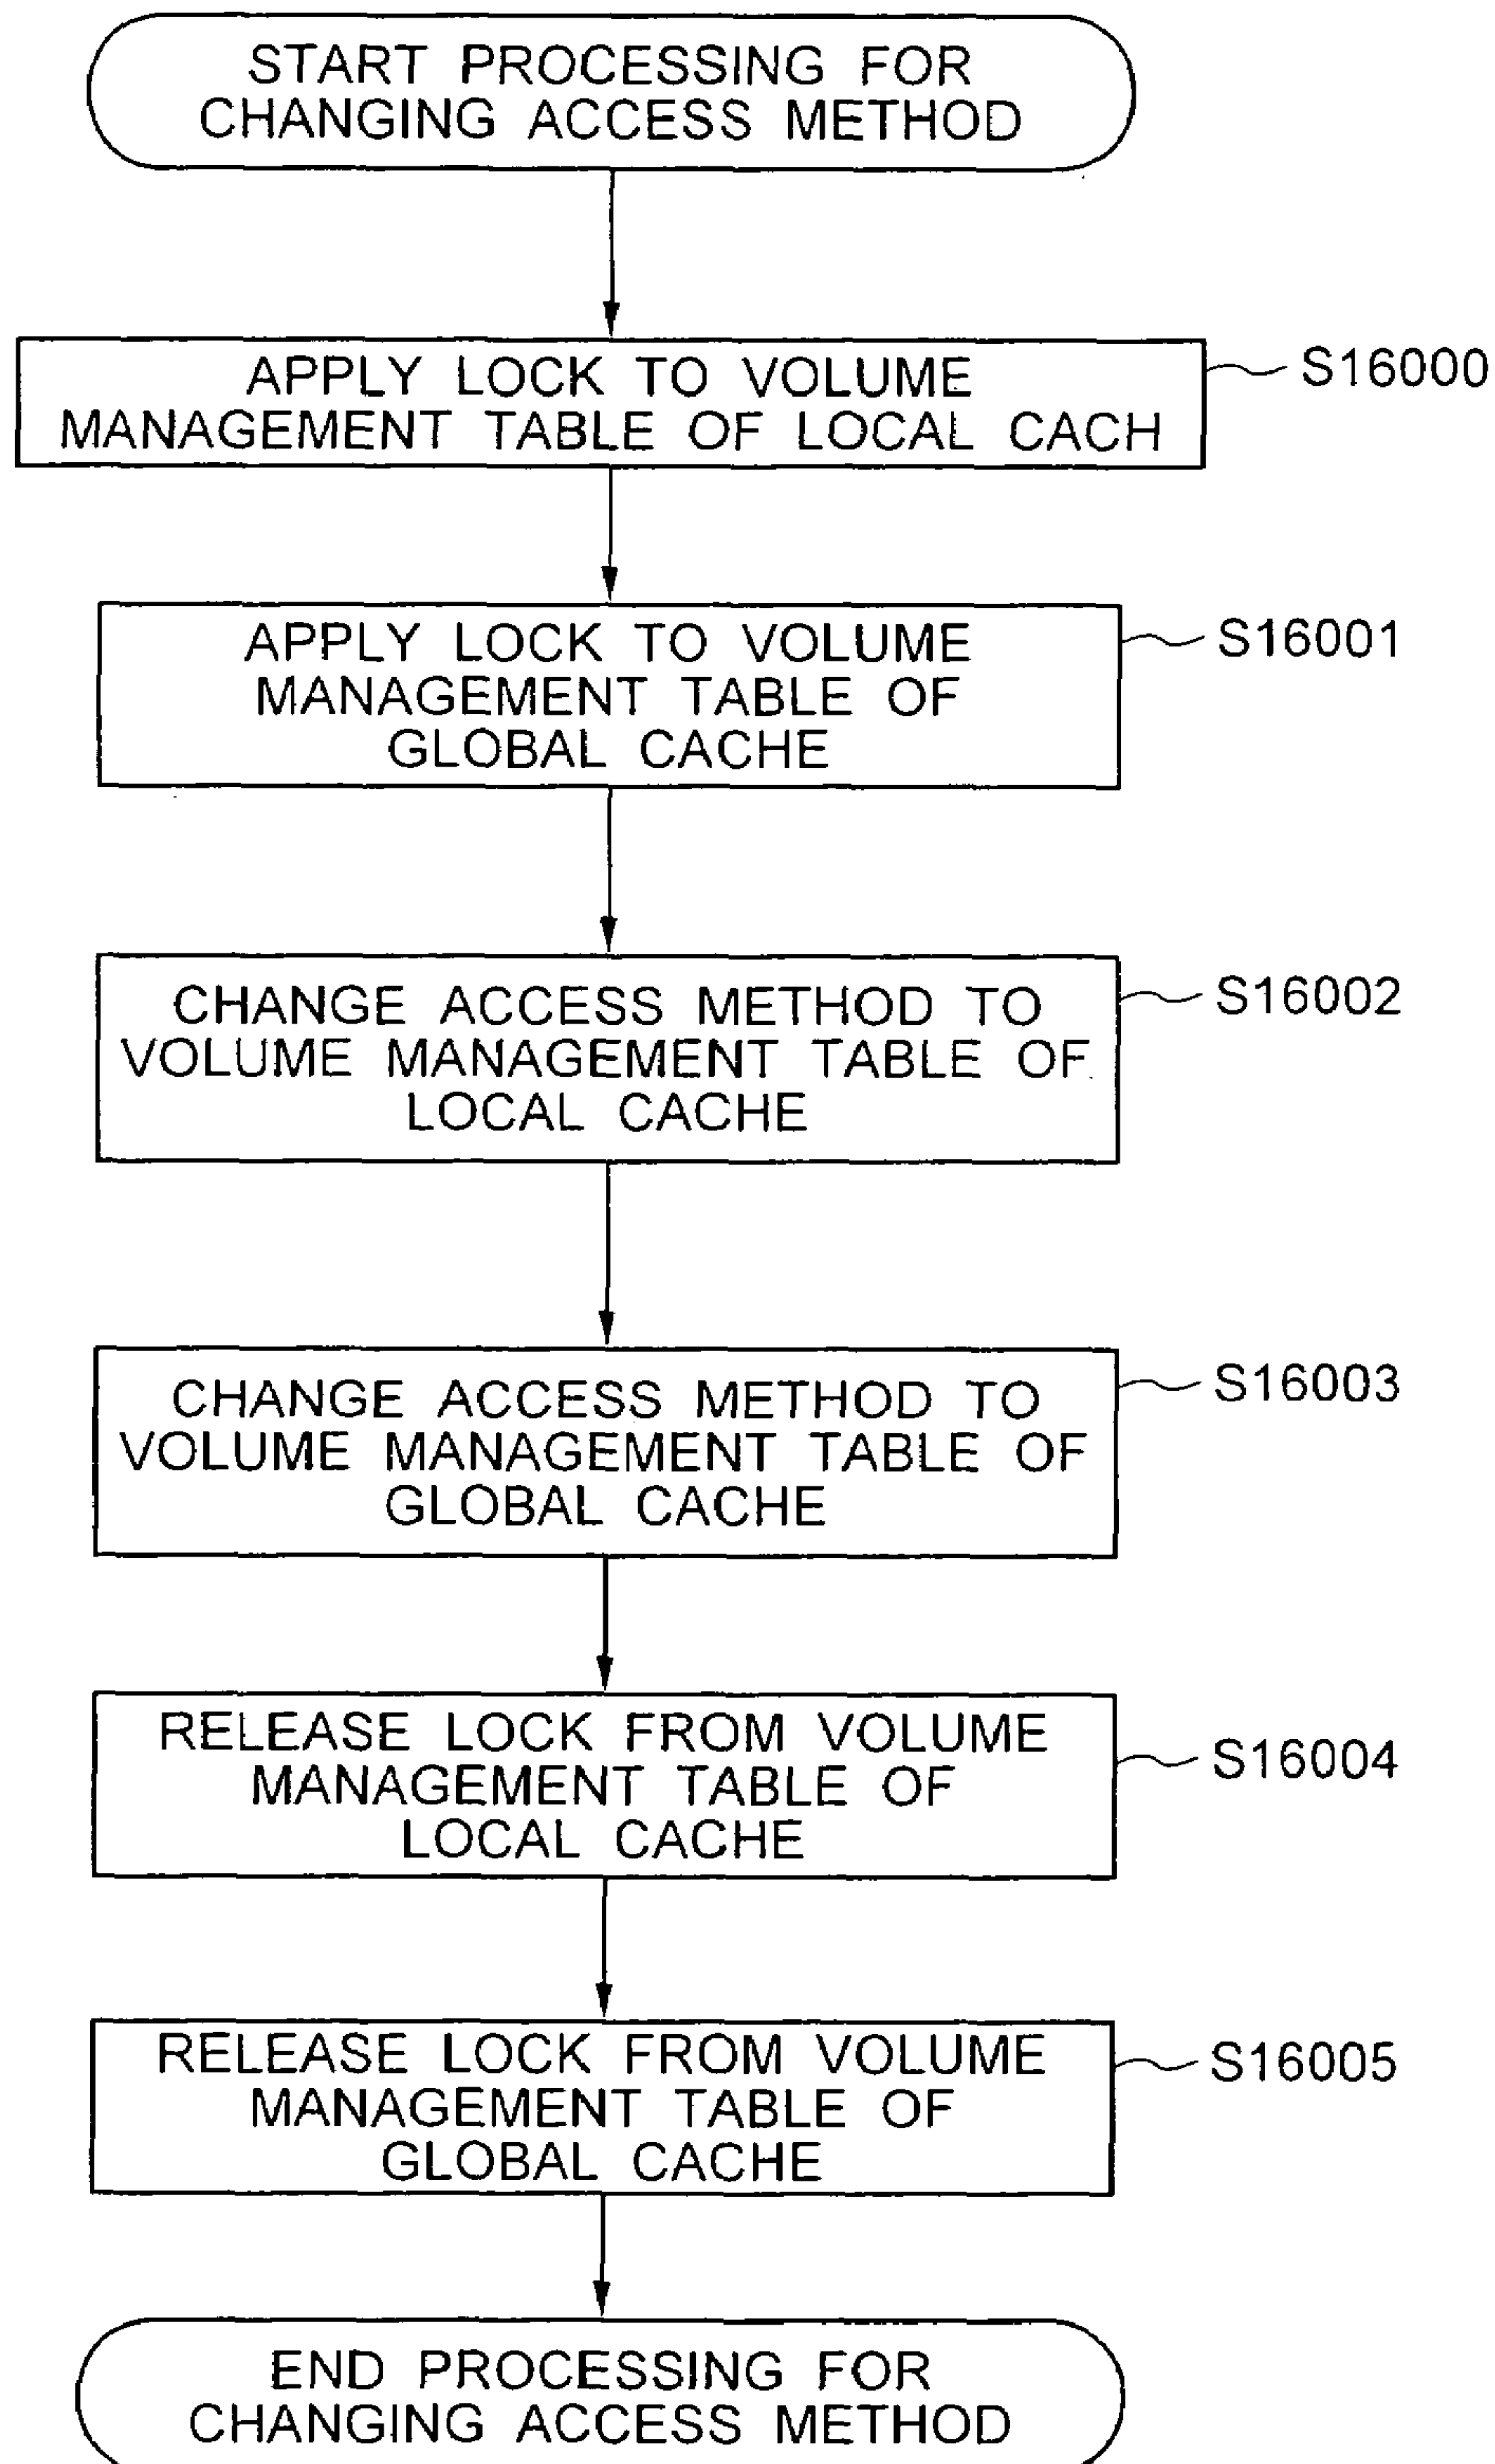 START PROCESSING FOR
CHANGING ACCESS METHOD
APPLY LOCK TO VOLUME
MANAGEMENT TABLE OF LOCAL CACH
S16000
APPLY LOCK TO VOLUME
MANAGEMENT TABLE OF
GLOBAL CACHE
S16001
CHANGE ACCESS METHOD TO
VOLUME MANAGEMENT TABLE OF
LOCAL CACHE
S16002
CHANGE ACCESS METHOD TO
VOLUME MANAGEMENT TABLE OF
GLOBAL CACHE
S16003
RELEASE LOCK FROM VOLUME
MANAGEMENT TABLE OF
LOCAL CACHE
S16004
RELEASE LOCK FROM VOLUME
MANAGEMENT TABLE OF
GLOBAL CACHE
S16005
END PROCESSING FOR
CHANGING ACCESS METHOD